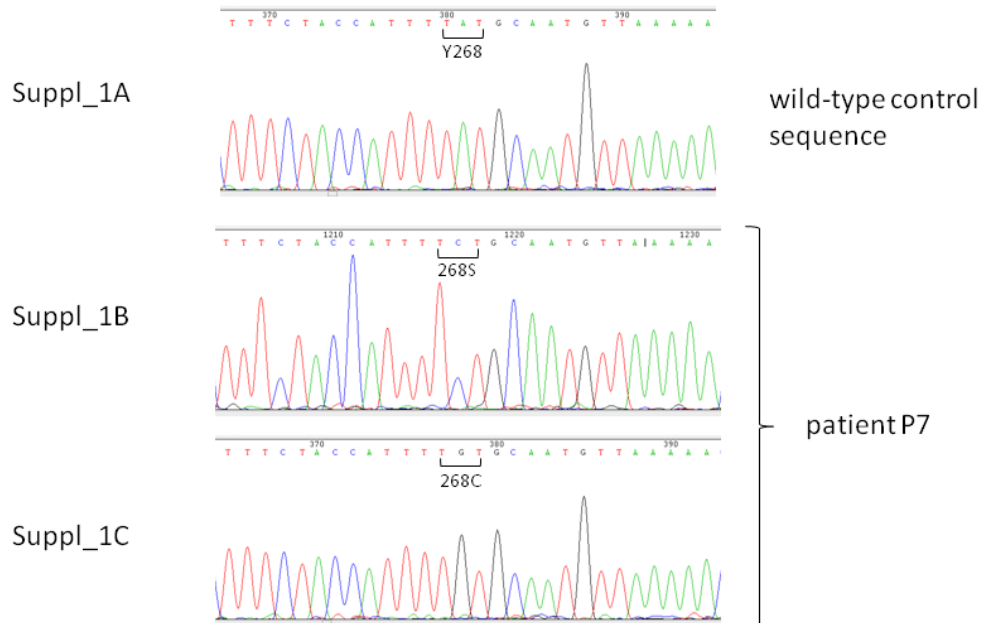 370 380 390
T T T C T A C C A T T T T A T G C A A T G T T A A A A A
Y268
Suppl_1A
wild-type control
sequence
1210 1220 1230
T T T C T A C C A T T T T C T G C A A T G T T A A A A A
268S
Suppl_1B
patient P7
370 380 390
T T T C T A C C A T T T T G T G C A A T G T T A A A A A
268C
Suppl_1C